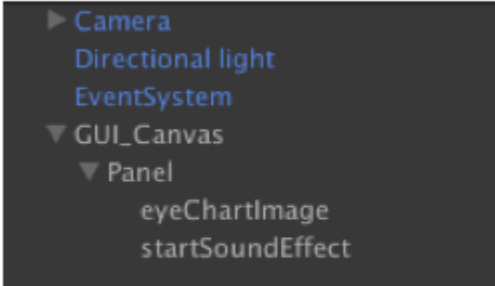 Camera
Directional light
EventSystem
GUI_Canvas
Panel
eyeChartImage
startSoundEffect